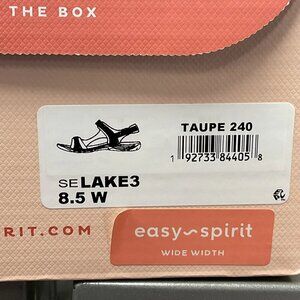 THE BOX
TAUPE 240
1 92733 84405 8
SE LAKE3
8.5 W
RIT.COM
easy~spirit
WIDE WIDTH